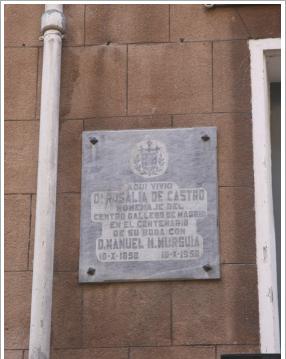 AQUI VIVIO
Dª ROSALIA DE CASTRO
HOMENAJE DEL
CENTRO GALLEGO DE MADRID
EN EL CENTENARIO
DE SU BODA CON
D. MANUEL M. MURGUIA
10-X-1858 10-X-1958